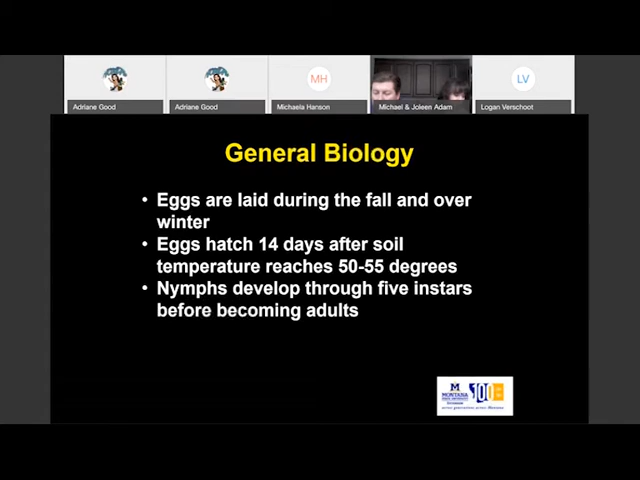 MH
LV
Adriane Good
Adriane Good
Michaela Hanson
Michael & Joleen Adam
Logan Verschoot
General Biology
• Eggs are laid during the fall and over
winter
• Eggs hatch 14 days after soil
temperature reaches 50-55 degrees
• Nymphs develop through five instars
before becoming adults
M
MONTANA
100